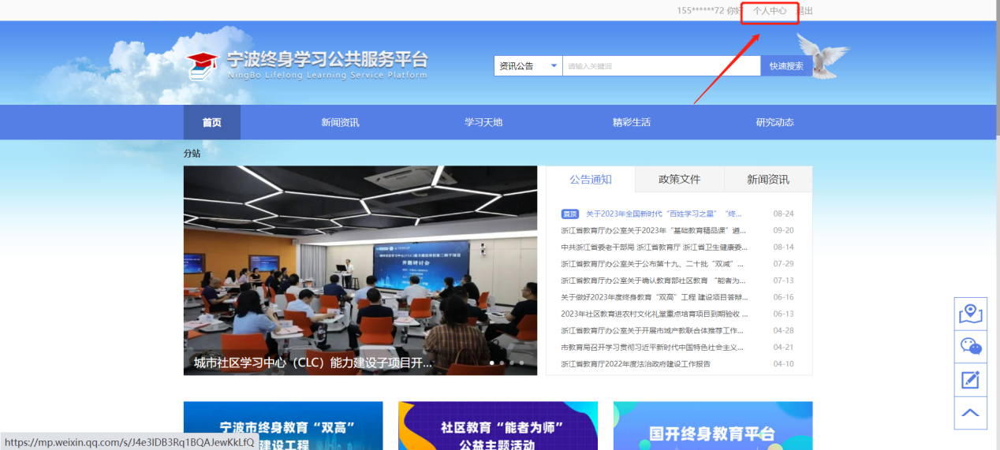 155******72 你好 个人中心 退出
宁波终身学习公共服务平台
NingBo Lifelong Learning Service Platform
资讯公告 请输入关键词 快速搜索
首页 新闻资讯 学习天地 精彩生活 研究动态
分站
公告通知 政策文件 新闻资讯
置顶 关于2023年全国新时代“百姓学习之星” “终... 08-24
浙江省教育厅办公室关于2023年“基础教育精品课”遴... 09-20
中共浙江省委老干部局 浙江省教育厅 浙江省卫生健康委... 08-14
浙江省教育厅办公室关于公布第十九、二十批“双减”... 07-29
浙江省教育厅办公室关于确认教育部社区教育 “能者为... 07-13
关于做好2023年度终身教育“双高”工程 建设项目答辩... 06-16
2023年社区教育进农村文化礼堂重点培育项目到期验收 ... 06-13
浙江省教育厅办公室关于开展市域产教联合体推荐工作... 04-28
市教育局召开学习贯彻习近平新时代中国特色社会主义... 04-21
浙江省教育厅2022年度法治政府建设工作报告 04-10
开题研讨会
城市社区学习中心（CLC）能力建设子项目开...
宁波市终身教育“双高”
建设工程
社区教育“能者为师”
公益主题活动
国开终身教育平台
https://mp.weixin.qq.com/s/J4e3lDB3Rq1BQAJewKkLfQ